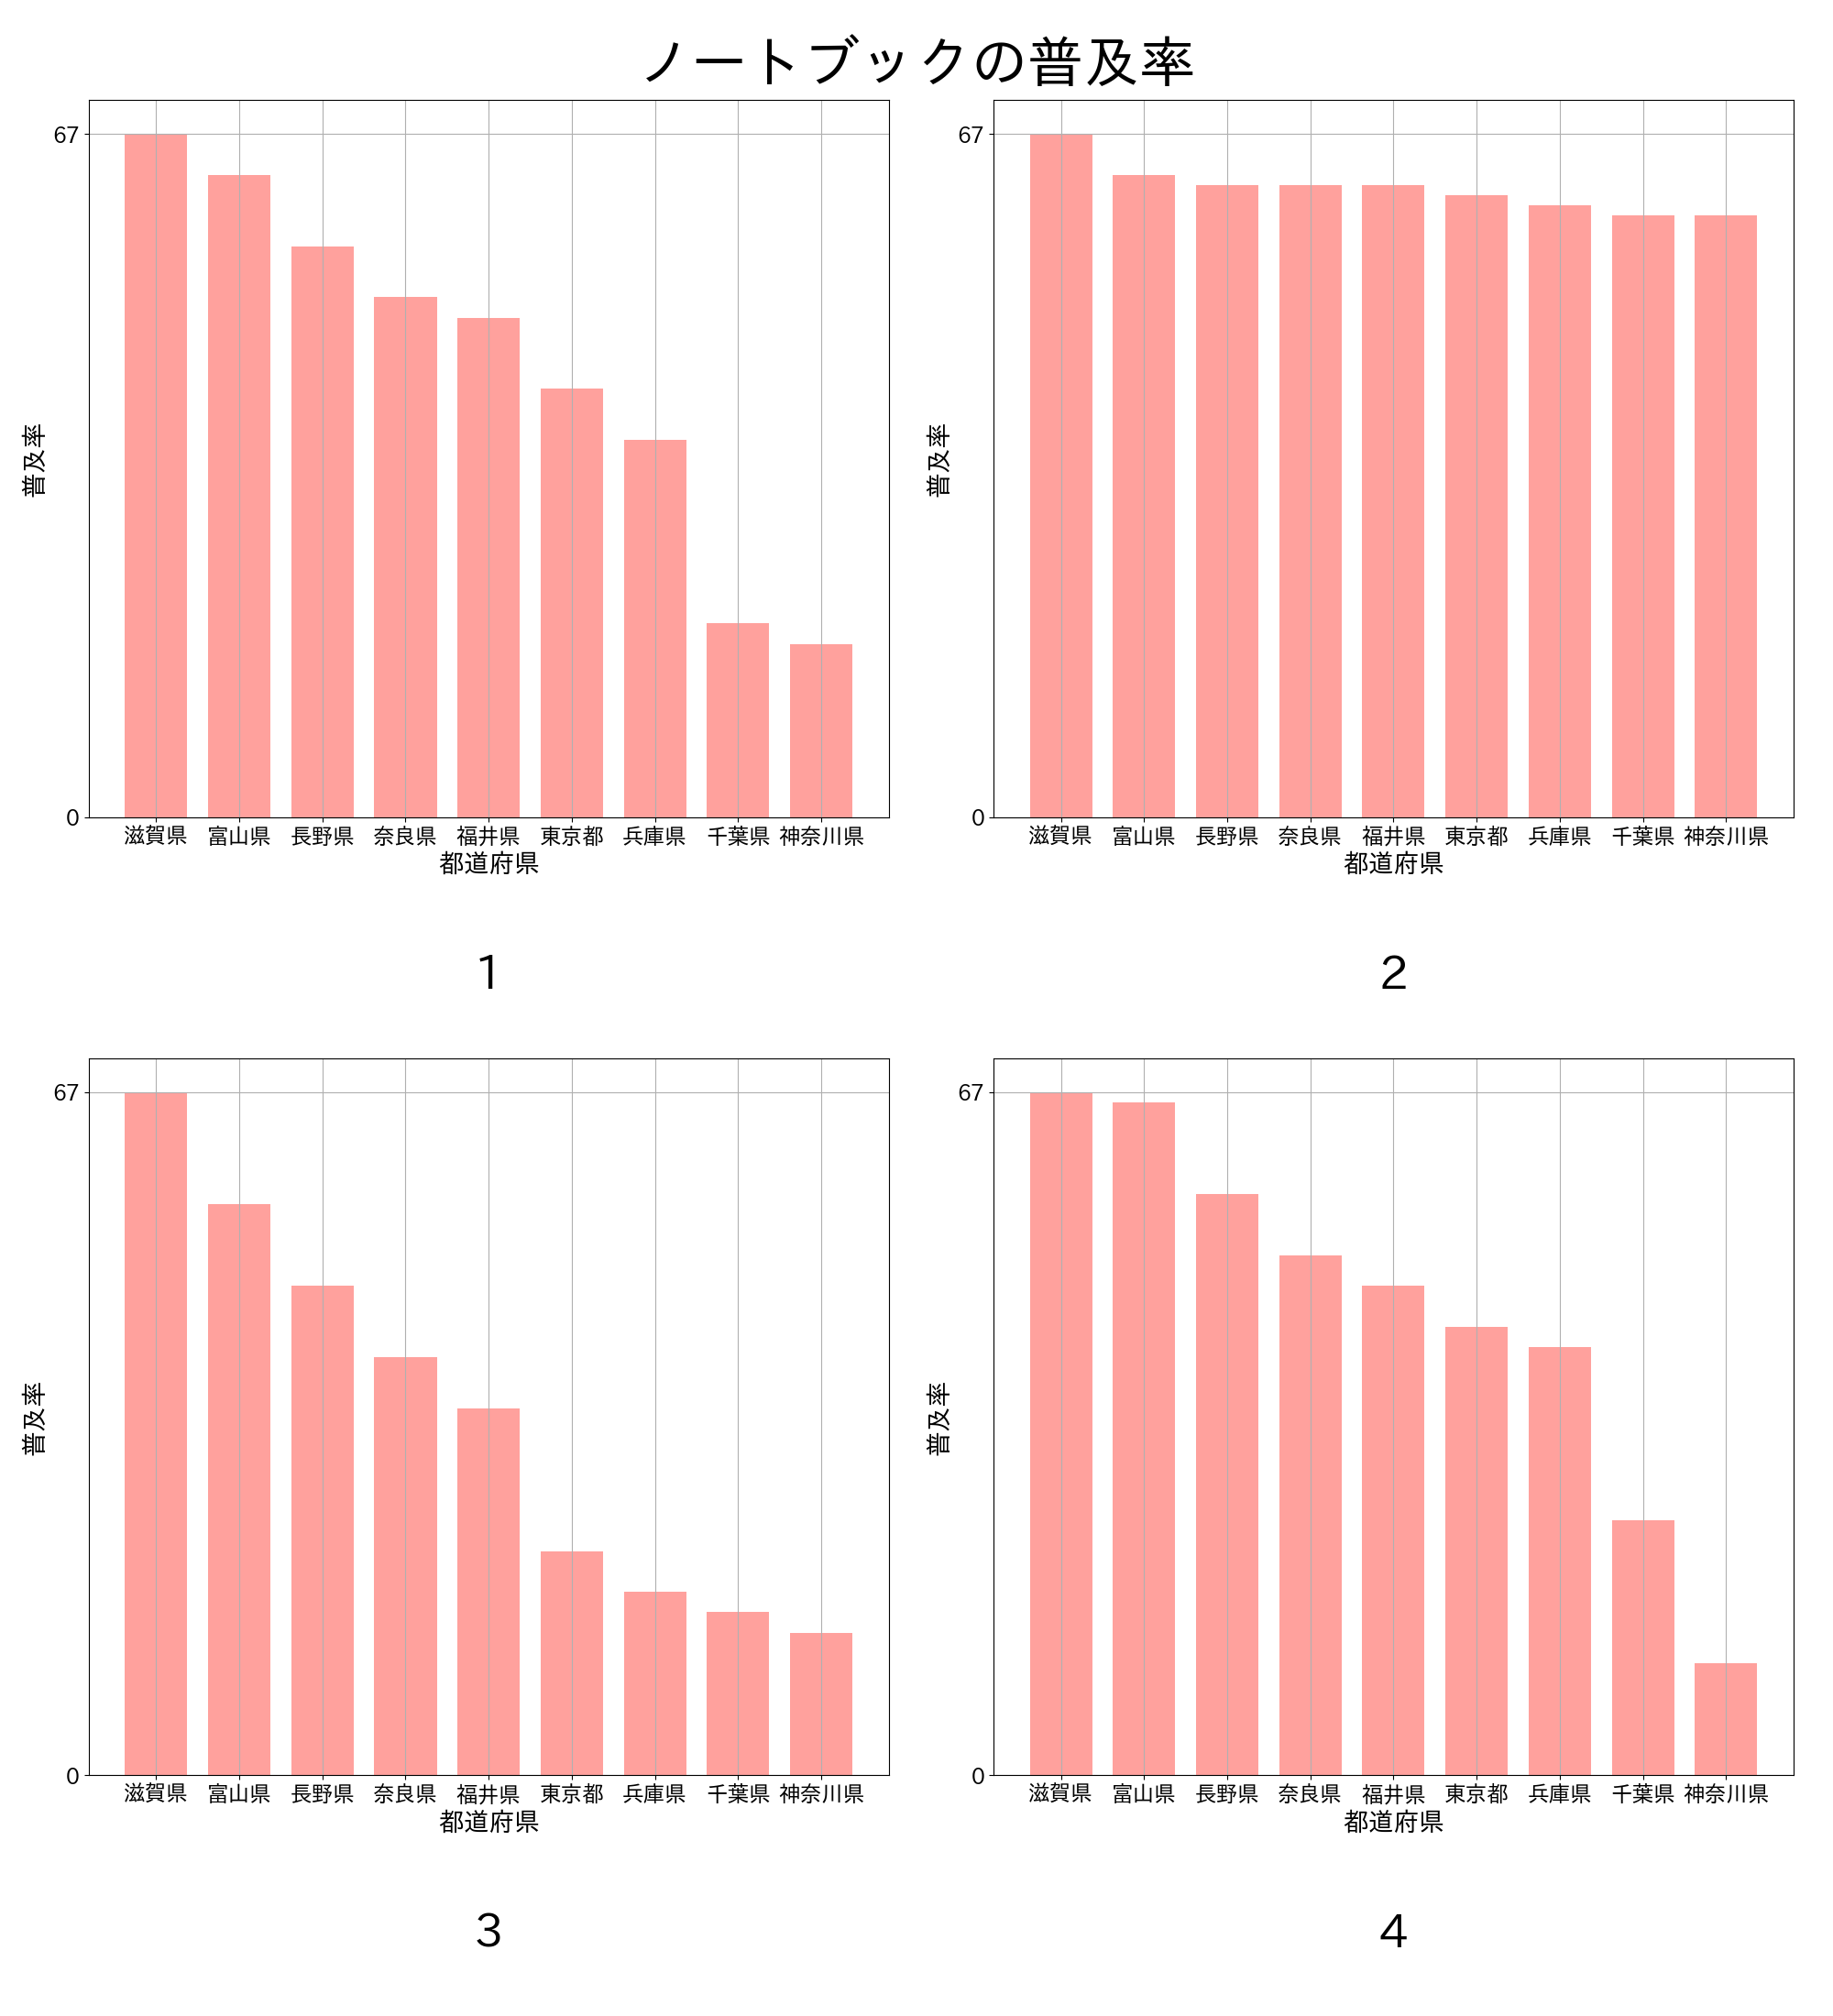 ノートブックの普及率
67
0
普及率
滋賀県 富山県 長野県 奈良県 福井県 東京都 兵庫県 千葉県 神奈川県
都道府県
1
67
0
普及率
滋賀県 富山県 長野県 奈良県 福井県 東京都 兵庫県 千葉県 神奈川県
都道府県
2
67
0
普及率
滋賀県 富山県 長野県 奈良県 福井県 東京都 兵庫県 千葉県 神奈川県
都道府県
3
67
0
普及率
滋賀県 富山県 長野県 奈良県 福井県 東京都 兵庫県 千葉県 神奈川県
都道府県
4